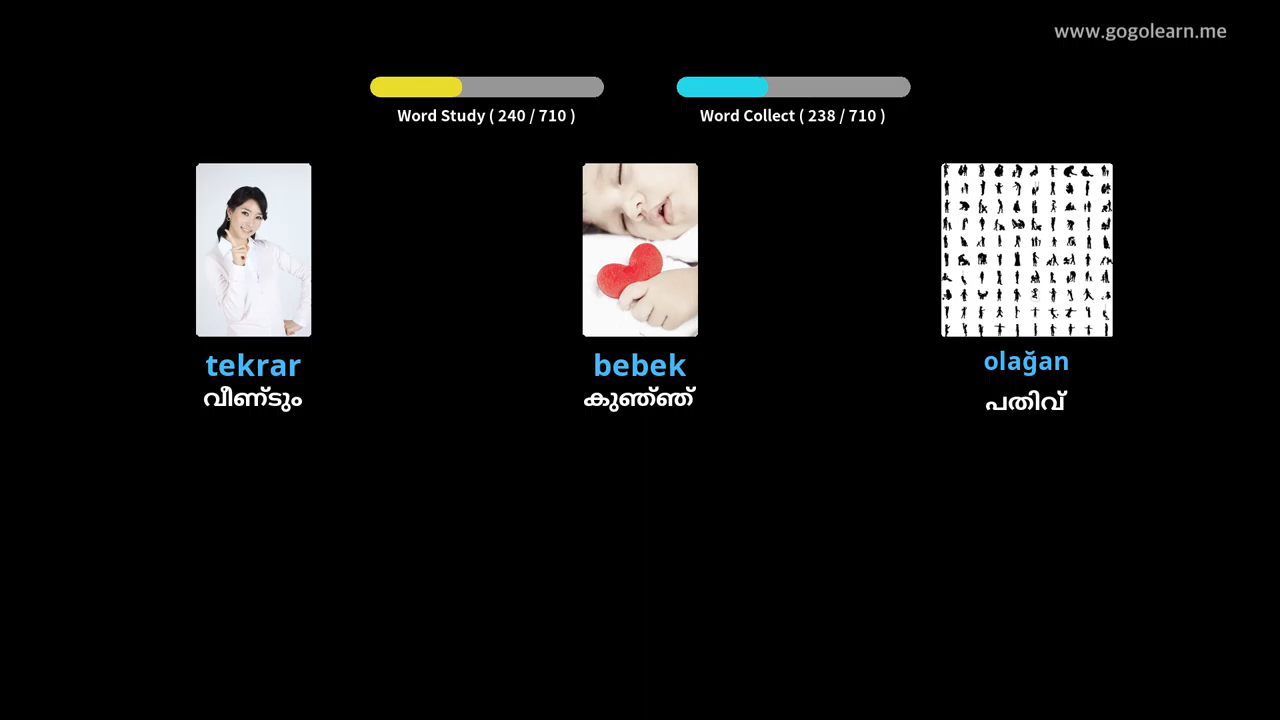 www.gogolearn.me
Word Study ( 240 / 710 )
Word Collect ( 238 / 710 )
tekrar
വീണ്ടും
bebek
കുഞ്ഞ്
olağan
പതിവ്